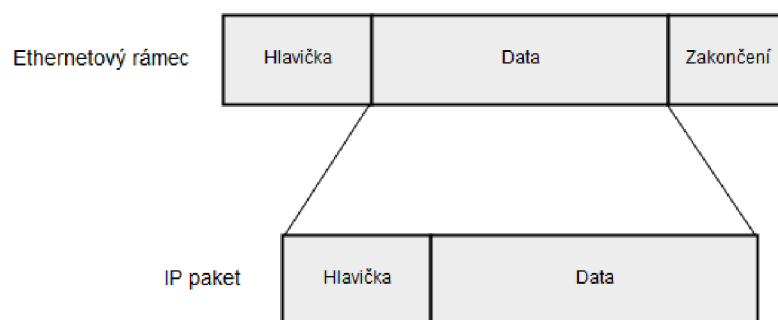 Ethernetový rámec Hlavička Data Zakončení
IP paket Hlavička Data